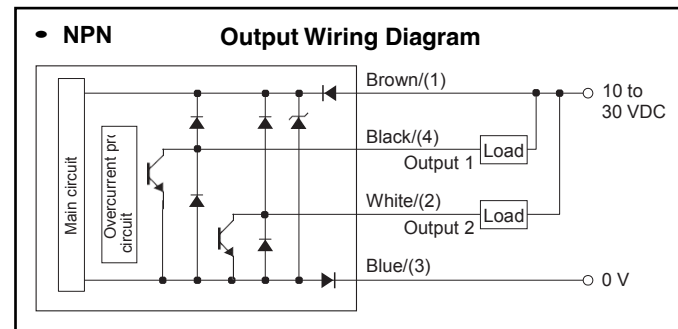 • NPN Output Wiring Diagram
Brown/(1)
10 to
30 VDC
Black/(4)
Load
Output 1
White/(2)
Load
Output 2
Blue/(3)
0 V
Main circuit
Overcurrent
circuit